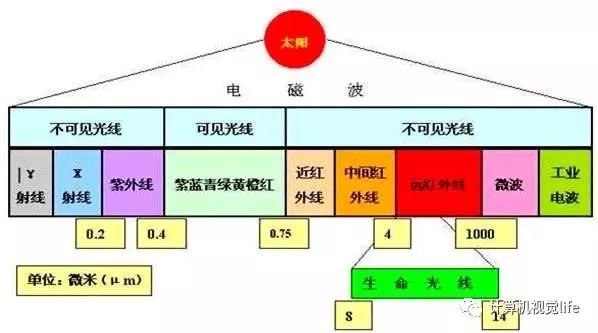 太阳
电 磁 波
不可见光线
可见光线
不可见光线
γ
射线
X
射线
紫外线
紫蓝青绿黄橙红
近红
外线
中间红
外线
远红外线
微波
工业
电波
0.2
0.4
0.75
4
1000
单位：微米（μm）
生 命 光 线
8
14
计算机视觉life